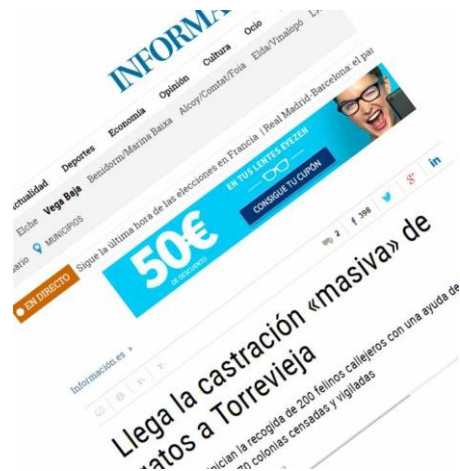 INFORMA
Actualidad Deportes Economía Opinión Cultura Ocio
Elche Vega Baja Benidorm/Marina Baixa Alcoy/Comtat/Foia Elda/Vinalopó
MUNICIPIOS
EN DIRECTO Sigue la última hora de las elecciones en Francia | Real Madrid-Barcelona: el par
50€
DE DESCUENTO
EN TUS LENTES EYEZEN
CONSIGUE TU CUPÓN
2 f 398 g+ in
Información.es »
T+ T-
Llega la castración «masiva» de
gatos a Torrevieja
inician la recogida de 200 felinos callejeros con una ayuda de
70 colonias censadas y vigiladas